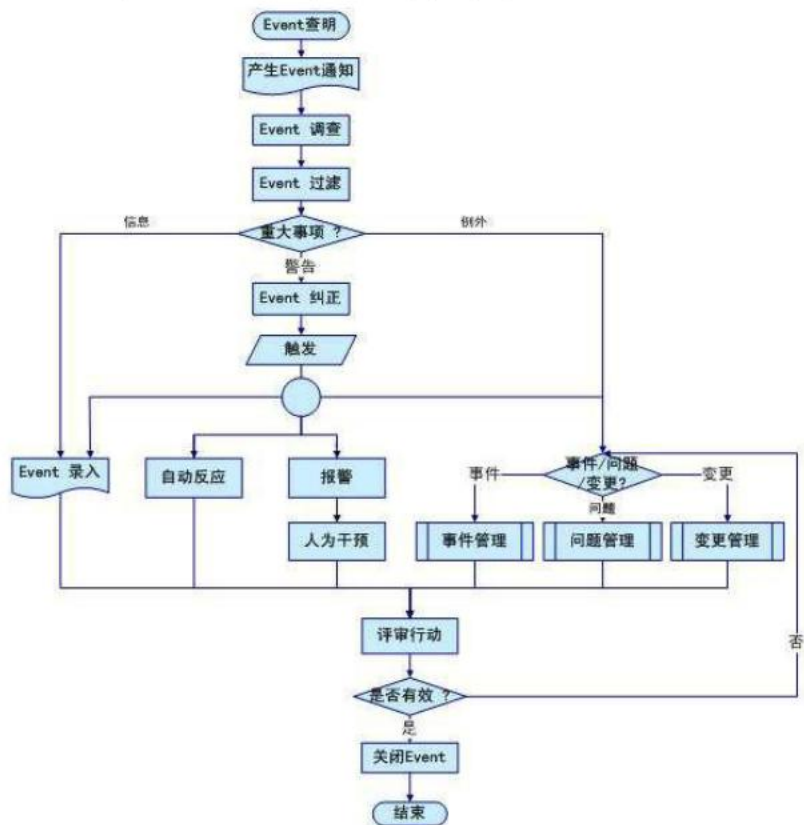 Event查明
产生Event通知
Event 调查
Event 过滤
信息
重大事项 ?
例外
警告
Event 纠正
触发
Event 录入
自动反应
报警
事件
事件/问题
/变更?
变更
问题
人为干预
事件管理
问题管理
变更管理
评审行动
否
是否有效 ?
是
关闭Event
结束